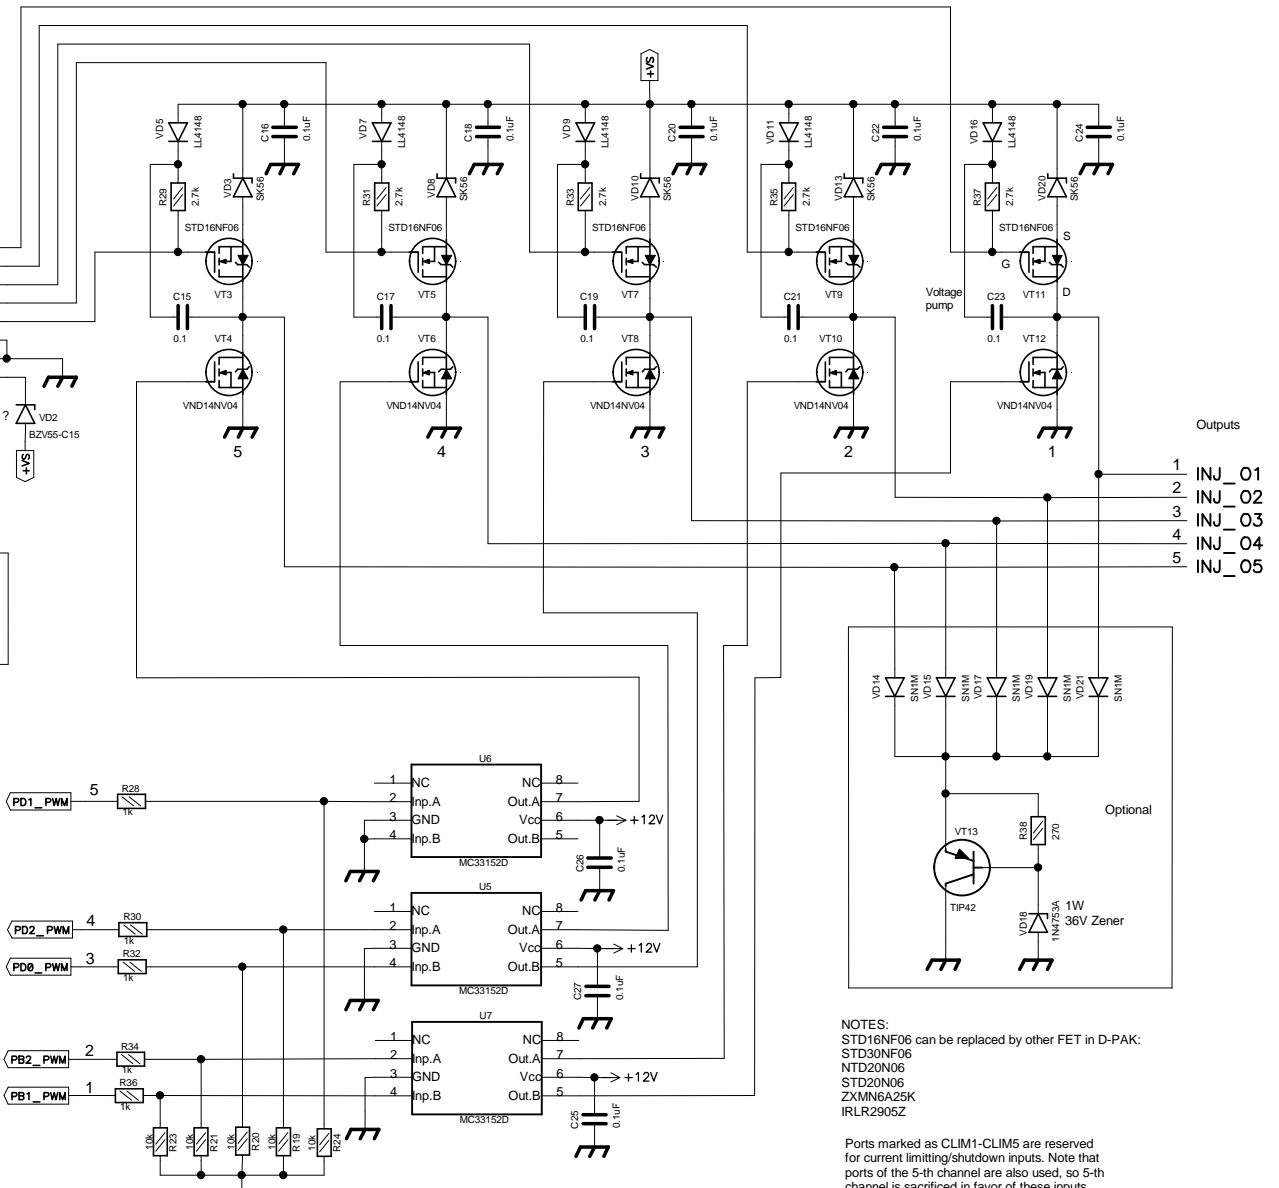 +VS
VD5
LL4148
C16
0.1uF
VD7
LL4148
C18
0.1uF
VD9
LL4148
C20
0.1uF
VD11
LL4148
C22
0.1uF
VD16
LL4148
C24
0.1uF
R29
2.7k
VD3
SK56
R31
2.7k
VD8
SK56
R33
2.7k
VD10
SK56
R35
2.7k
VD13
SK56
R37
2.7k
VD20
SK56
STD16NF06
STD16NF06
STD16NF06
STD16NF06
STD16NF06
S
G
D
VT3
VT5
VT7
VT9
VT11
C15
0.1
C17
0.1
C19
0.1
C21
0.1
Voltage
pump
C23
0.1
VT4
VT6
VT8
VT10
VT12
VND14NV04
VND14NV04
VND14NV04
VND14NV04
VND14NV04
5
4
3
2
1
? VD2
BZV55-C15
+VS
Outputs
1 INJ_O1
2 INJ_O2
3 INJ_O3
4 INJ_O4
5 INJ_O5
VD14
SN1M
VD15
SN1M
VD17
SN1M
VD19
SN1M
VD21
SN1M
Optional
R38
270
VT13
TIP42
VD18
1N4753A
1W
36V Zener
PD1_PWM 5 R28
1k
U6
1 NC NC 8
2 Inp.A Out.A 7
3 GND Vcc 6 +12V
4 Inp.B Out.B 5
MC33152D
C26
0.1uF
PD2_PWM 4 R30
1k
PD0_PWM 3 R32
1k
U5
1 NC NC 8
2 Inp.A Out.A 7
3 GND Vcc 6 +12V
4 Inp.B Out.B 5
MC33152D
C27
0.1uF
PB2_PWM 2 R34
1k
PB1_PWM 1 R36
1k
U7
1 NC NC 8
2 Inp.A Out.A 7
3 GND Vcc 6 +12V
4 Inp.B Out.B 5
MC33152D
C25
0.1uF
10k
R23
10k
R21
10k
R20
10k
R19
10k
R24
NOTES:
STD16NF06 can be replaced by other FET in D-PAK:
STD30NF06
NTD20N06
STD20N06
ZXMN6A25K
IRLR2905Z
Ports marked as CLIM1-CLIM5 are reserved
for current limitting/shutdown inputs. Note that
ports of the 5-th channel are also used, so 5-th
channel is sacrificed in favor of these inputs